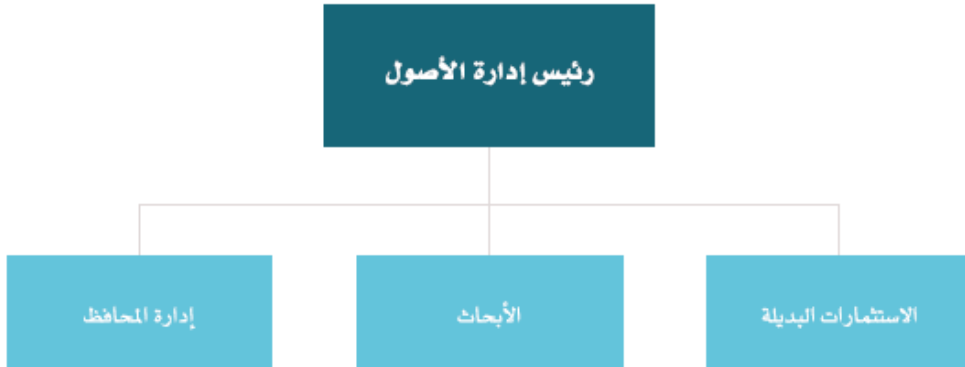 رئيس إدارة الأصول
الاستثمارات البديلة
الأبحاث
إدارة المحافظ